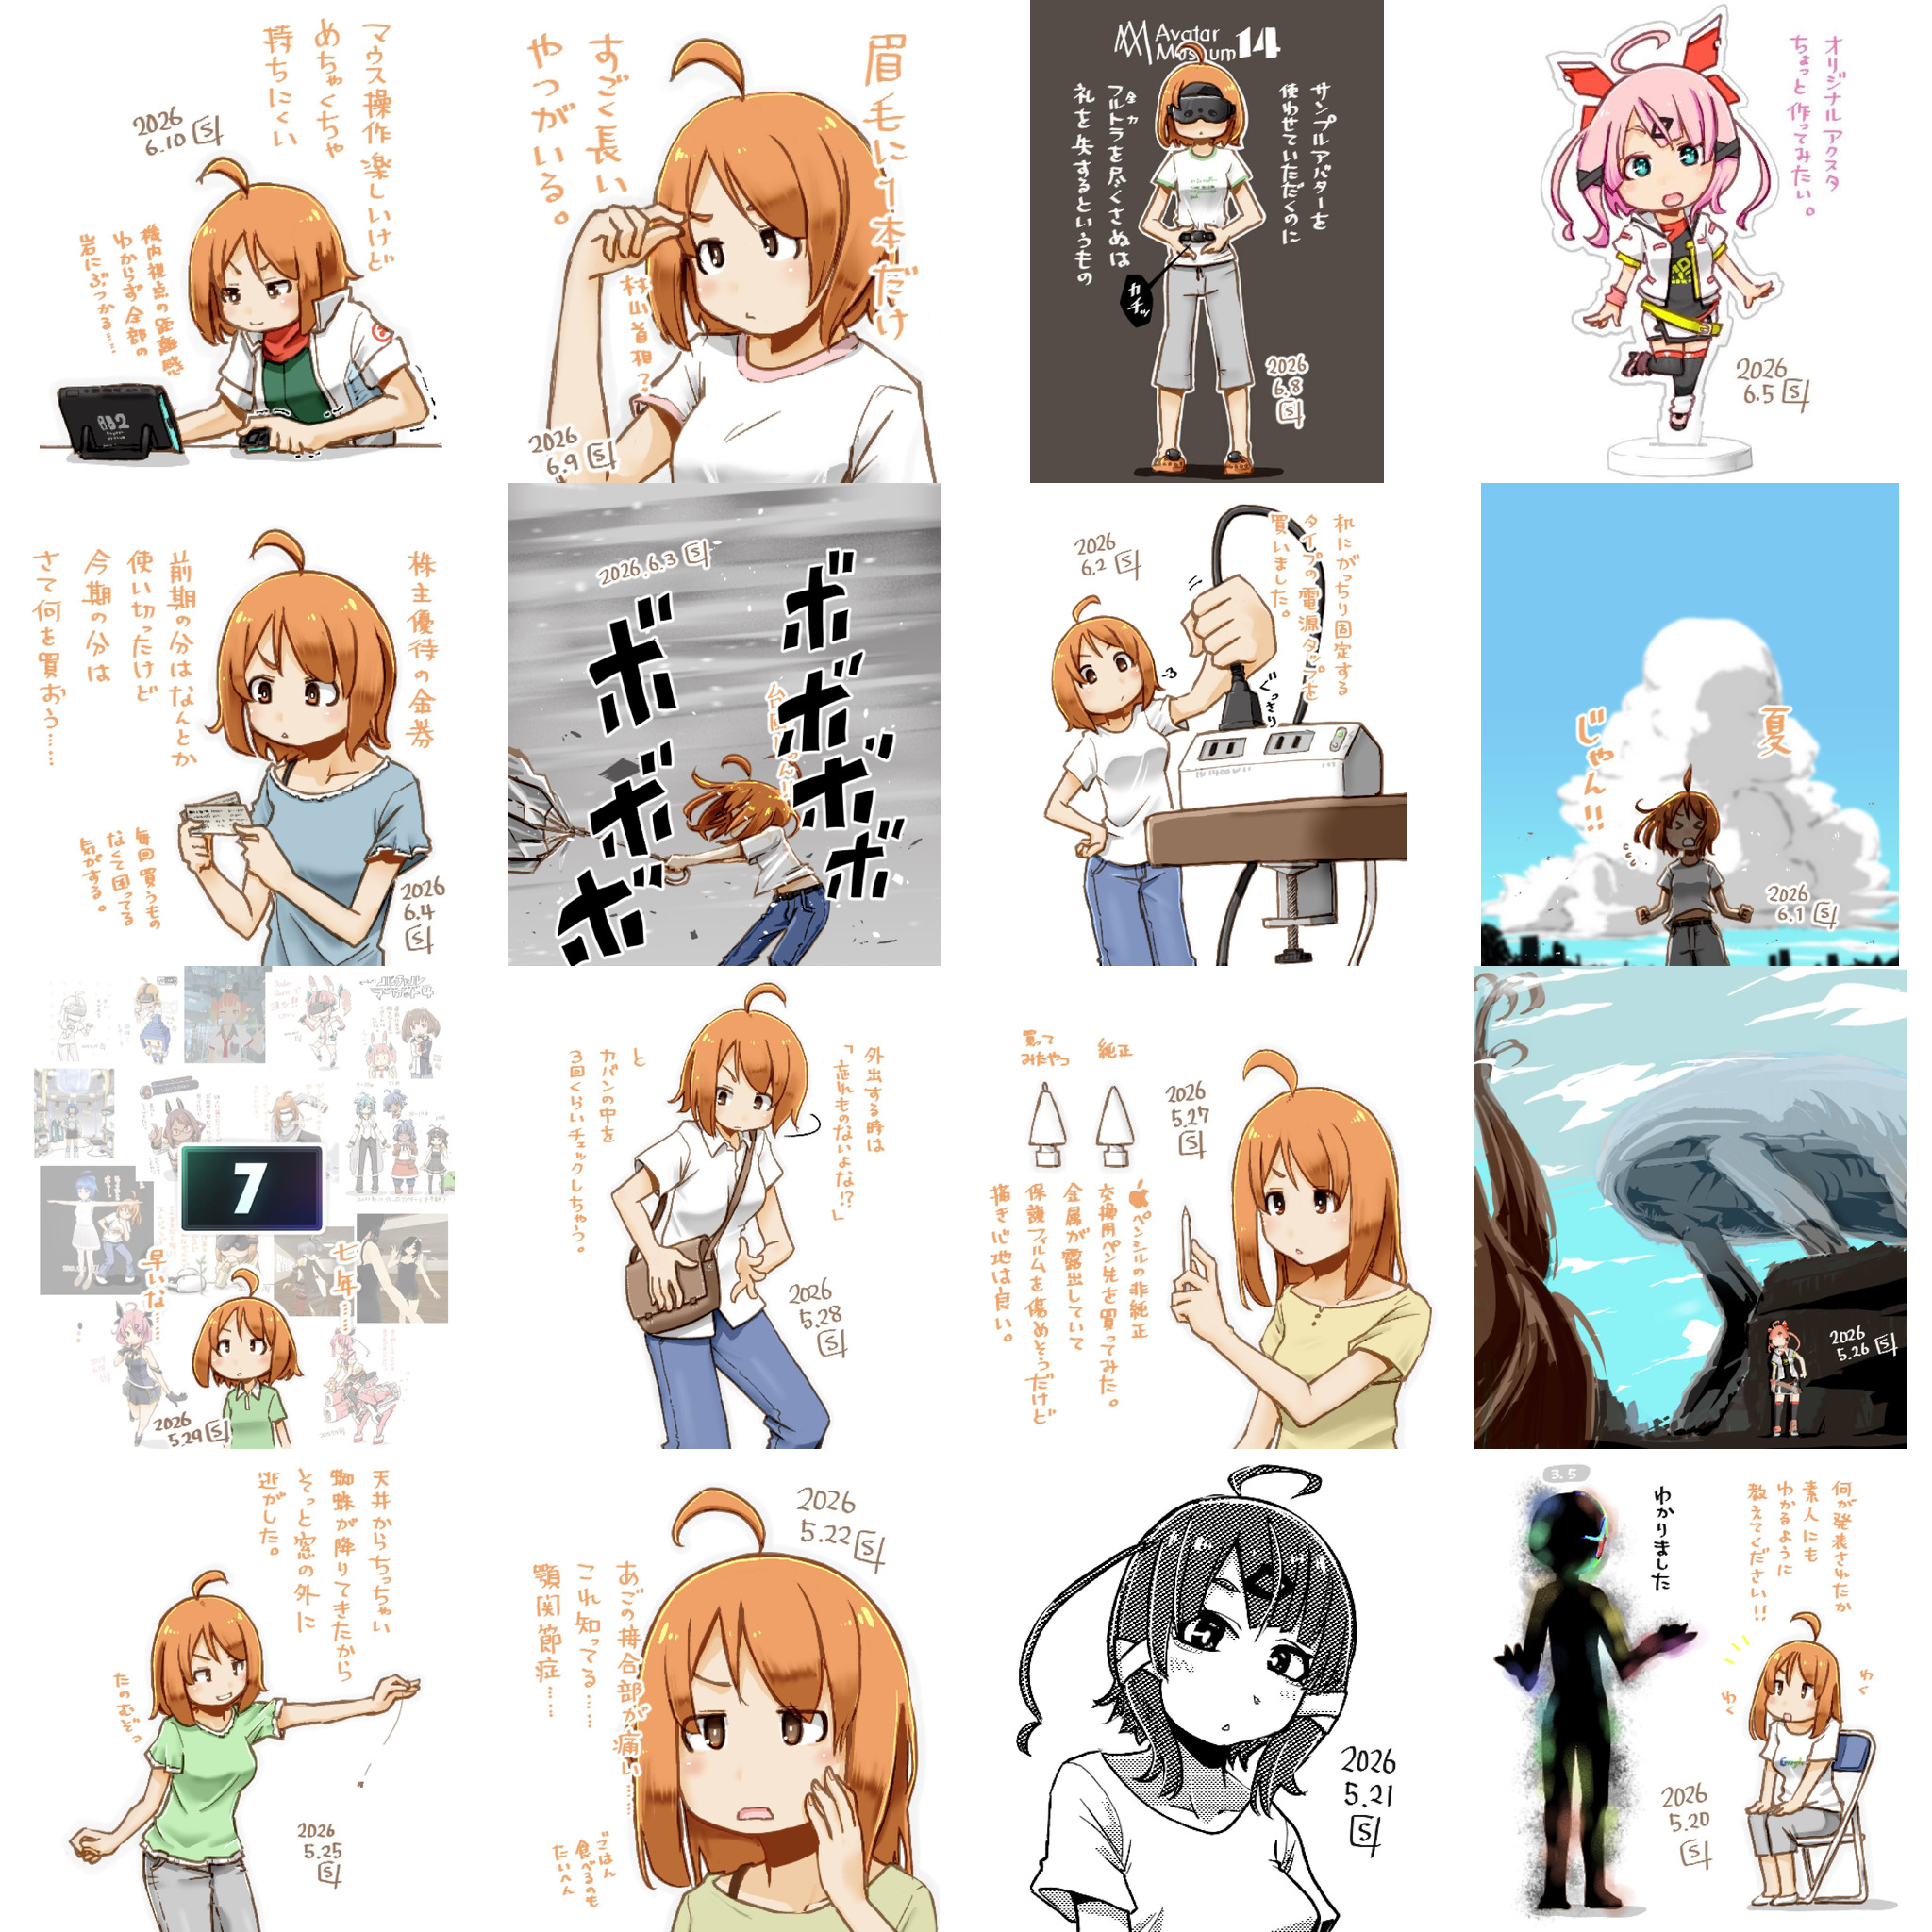 マウス操作楽しいけど
めちゃくちゃ
持ちにくい
2026
6.10
機内視点の距離感
わからず全部の
岩にぶつかる……
眉毛に1本だけ
すごく長い
やつがいる。
村山首相？
2026
6.9
Avatar
Museum 14
サンプルアバターを
使わせていただくのに
フルトラを尽くさぬは
全力
礼を失するというもの
カチッ
2026
6.8
オリジナルアクスタ
ちょっと作ってみたい。
2026
6.5
株主優待の金券
前期の分はなんとか
使い切ったけど
今期の分は
さて何を買おう……
毎回買うもの
なくて困ってる
気がする。
2026
6.4
2026.6.3
ボボボボ
ボボボ
机にがっちり固定する
タイプの電源タップを
買いました。
ぐっさり
2026
6.2
夏
じゃん!!
2026
6.1
7
七年……
早いな……
2026
5.29
外出する時は
「忘れものないよな!?」
と
カバンの中を
3回くらいチェックしちゃう。
2026
5.28
純正
買って
みたやつ
2026
5.27
ペンシルの非純正
交換用ペン先を買ってみた。
金属が露出していて
保護フィルムを傷めそうだけど
描き心地は良い。
2026
5.26
天井からちっちゃい
蜘蛛が降りてきたから
そっと窓の外に
逃がした。
たのむぞっ
2026
5.25
2026
5.22
あごの接合部が痛い……
これ知ってる……
顎関節症……
ごはん
食べるのも
たいへん
2026
5.21
3.5
何が発表されたか
素人にも
わかるように
教えてください!!
わかりました
わく
わく
Google
2026
5.20